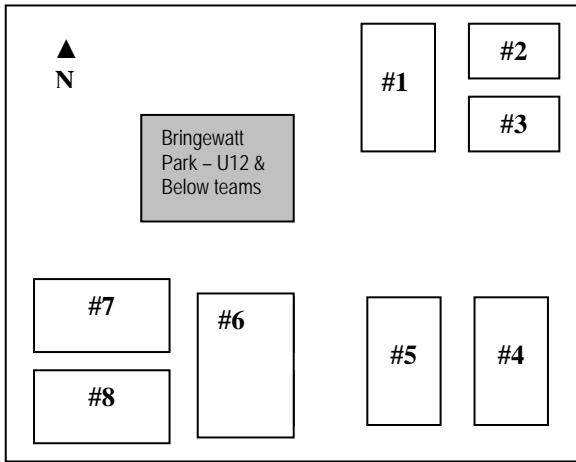 ▲
N
#1
#2
#3
Bringewatt
Park – U12 &
Below teams
#7
#6
#5
#4
#8